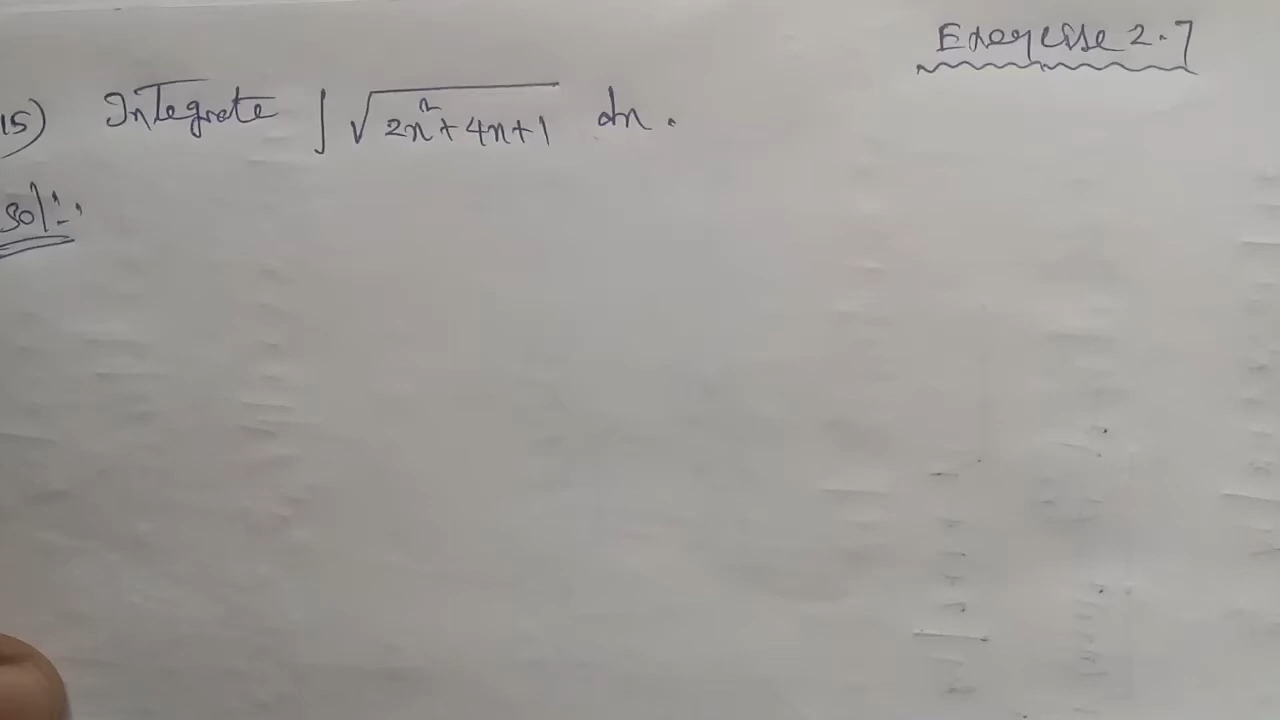 Exercise 2.7
15) Integrate ∫ √(2x²+4x+1) dx.
Sol:-